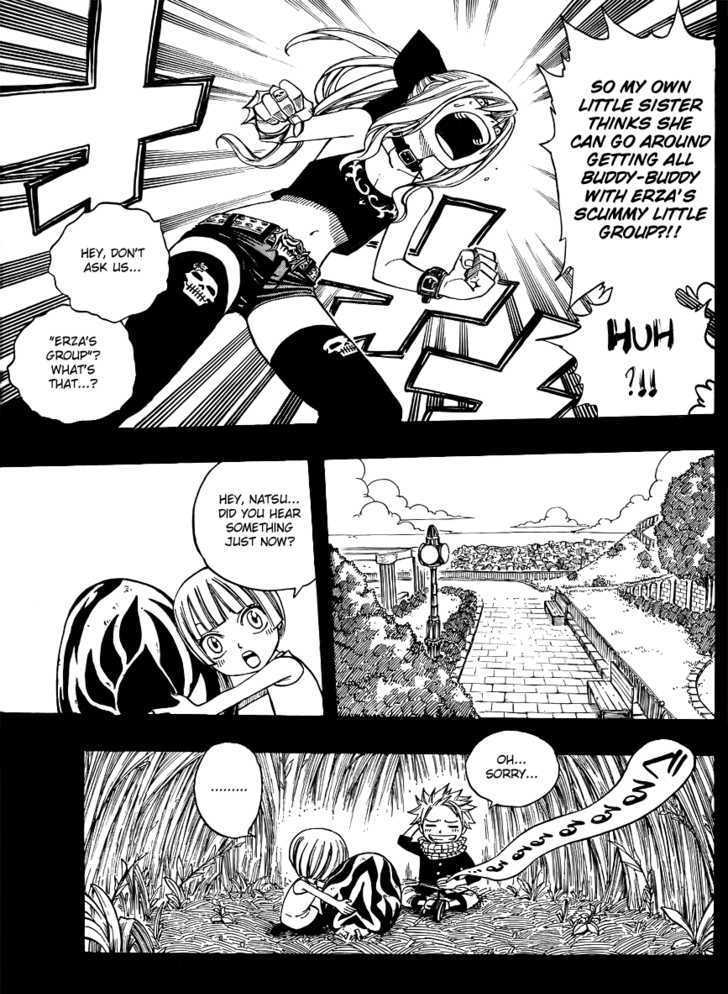 SO MY OWN
LITTLE SISTER
THINKS SHE
CAN GO AROUND
GETTING ALL
BUDDY-BUDDY
WITH ERZA'S
SCUMMY LITTLE
GROUP?!!
HUH
?!!
HEY, DON'T
ASK US...
"ERZA'S
GROUP"?
WHAT'S
THAT...?
HEY, NATSU...
DID YOU HEAR
SOMETHING
JUST NOW?
OH...
SORRY...
.........